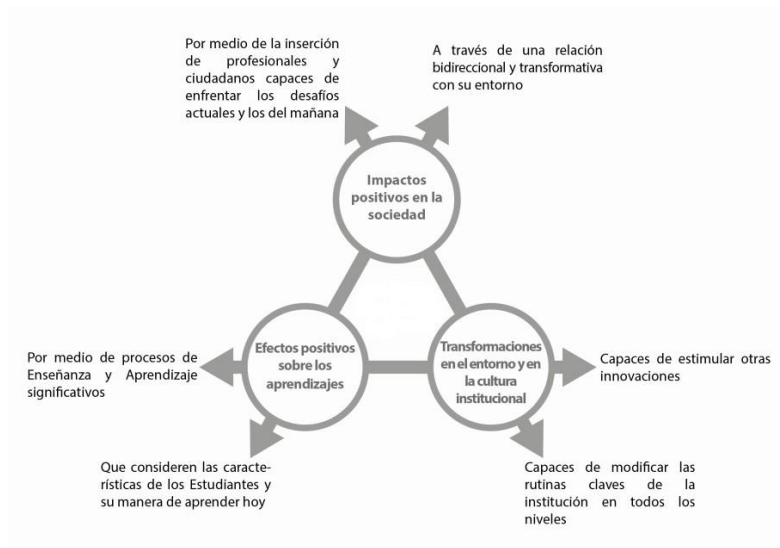 Por medio de la inserción
de profesionales y
ciudadanos capaces de
enfrentar los desafíos
actuales y los del mañana
A través de una relación
bidireccional y transformativa
con su entorno
Impactos
positivos en la
sociedad
Efectos positivos
sobre los
aprendizajes
Transformaciones
en el entorno y en
la cultura
institucional
Por medio de procesos de
Enseñanza y Aprendizaje
significativos
Capaces de estimular otras
innovaciones
Que consideren las caracte-
rísticas de los Estudiantes y
su manera de aprender hoy
Capaces de modificar las
rutinas claves de la
institución en todos los
niveles